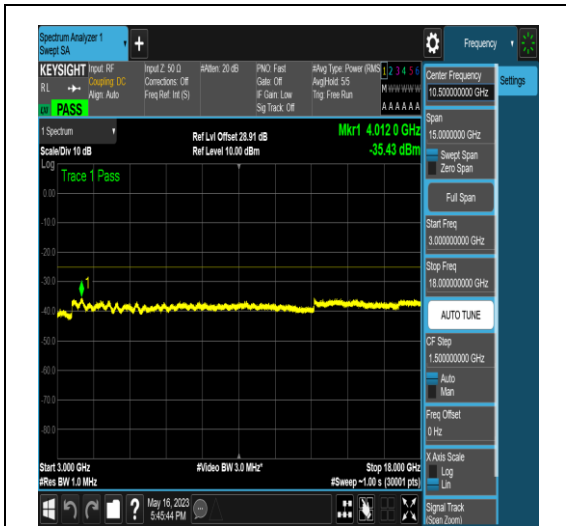 Spectrum Analyzer 1
Swept SA
+
Frequency
KEYSIGHT
RL
PASS
Input: RF
Coupling: DC
Align: Auto
Input Z: 50 Ω
Corrections: Off
Freq Ref: Int (S)
#Atten: 20 dB
PNO: Fast
Gate: Off
IF Gain: Low
Sig Track: Off
#Avg Type: Power (RMS
Avg|Hold: 5/5
Trig: Free Run
1 2 3 4 5 6
M W W W W W
A A A A A A
1 Spectrum
Scale/Div 10 dB
Ref Lvl Offset 28.91 dB
Ref Level 10.00 dBm
Mkr1 4.012 0 GHz
-35.43 dBm
Log
Trace 1 Pass
0.00
-10.0
-20.0
-30.0
-40.0
-50.0
-60.0
-70.0
-80.0
1
Start 3.000 GHz
#Res BW 1.0 MHz
#Video BW 3.0 MHz*
Stop 18.000 GHz
#Sweep ~1.00 s (30001 pts)
?
May 16, 2023
5:45:44 PM
Center Frequency
10.500000000 GHz
Settings
Span
15.0000000 GHz
Swept Span
Zero Span
Full Span
Start Freq
3.000000000 GHz
Stop Freq
18.000000000 GHz
AUTO TUNE
CF Step
1.500000000 GHz
Auto
Man
Freq Offset
0 Hz
X Axis Scale
Log
Lin
Signal Track
(Span Zoom)